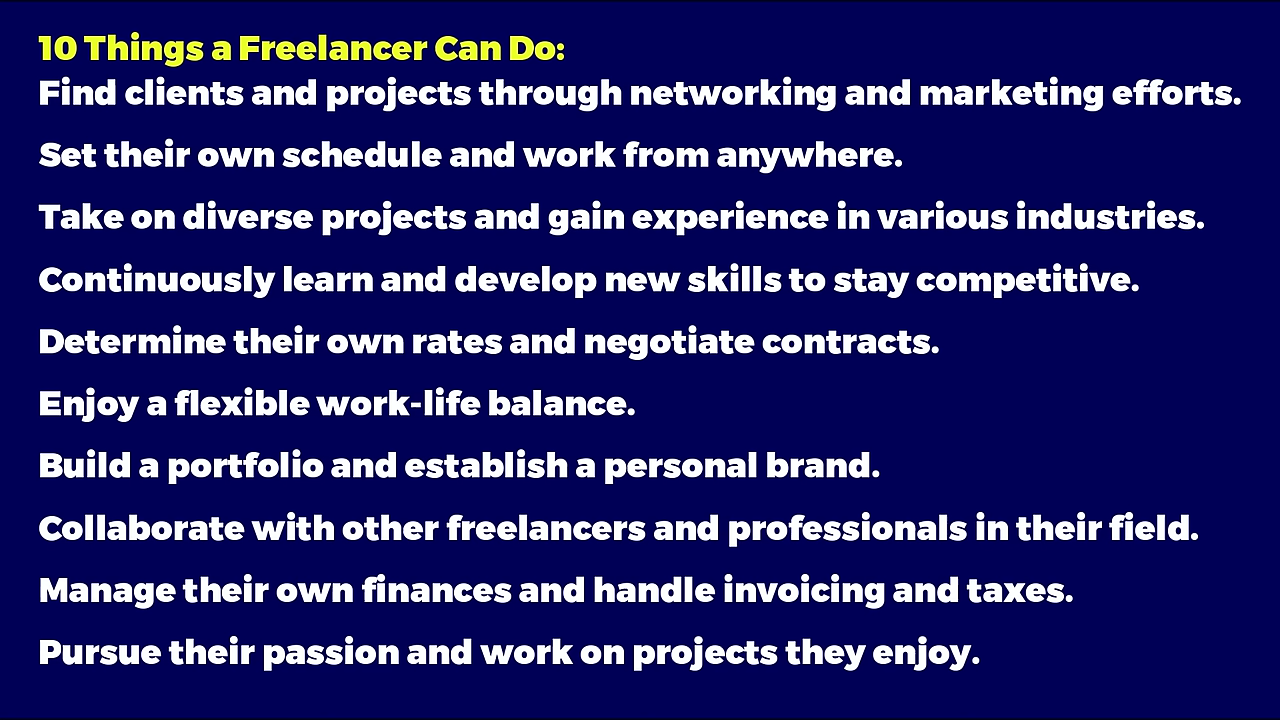 10 Things a Freelancer Can Do:
Find clients and projects through networking and marketing efforts.
Set their own schedule and work from anywhere.
Take on diverse projects and gain experience in various industries.
Continuously learn and develop new skills to stay competitive.
Determine their own rates and negotiate contracts.
Enjoy a flexible work-life balance.
Build a portfolio and establish a personal brand.
Collaborate with other freelancers and professionals in their field.
Manage their own finances and handle invoicing and taxes.
Pursue their passion and work on projects they enjoy.